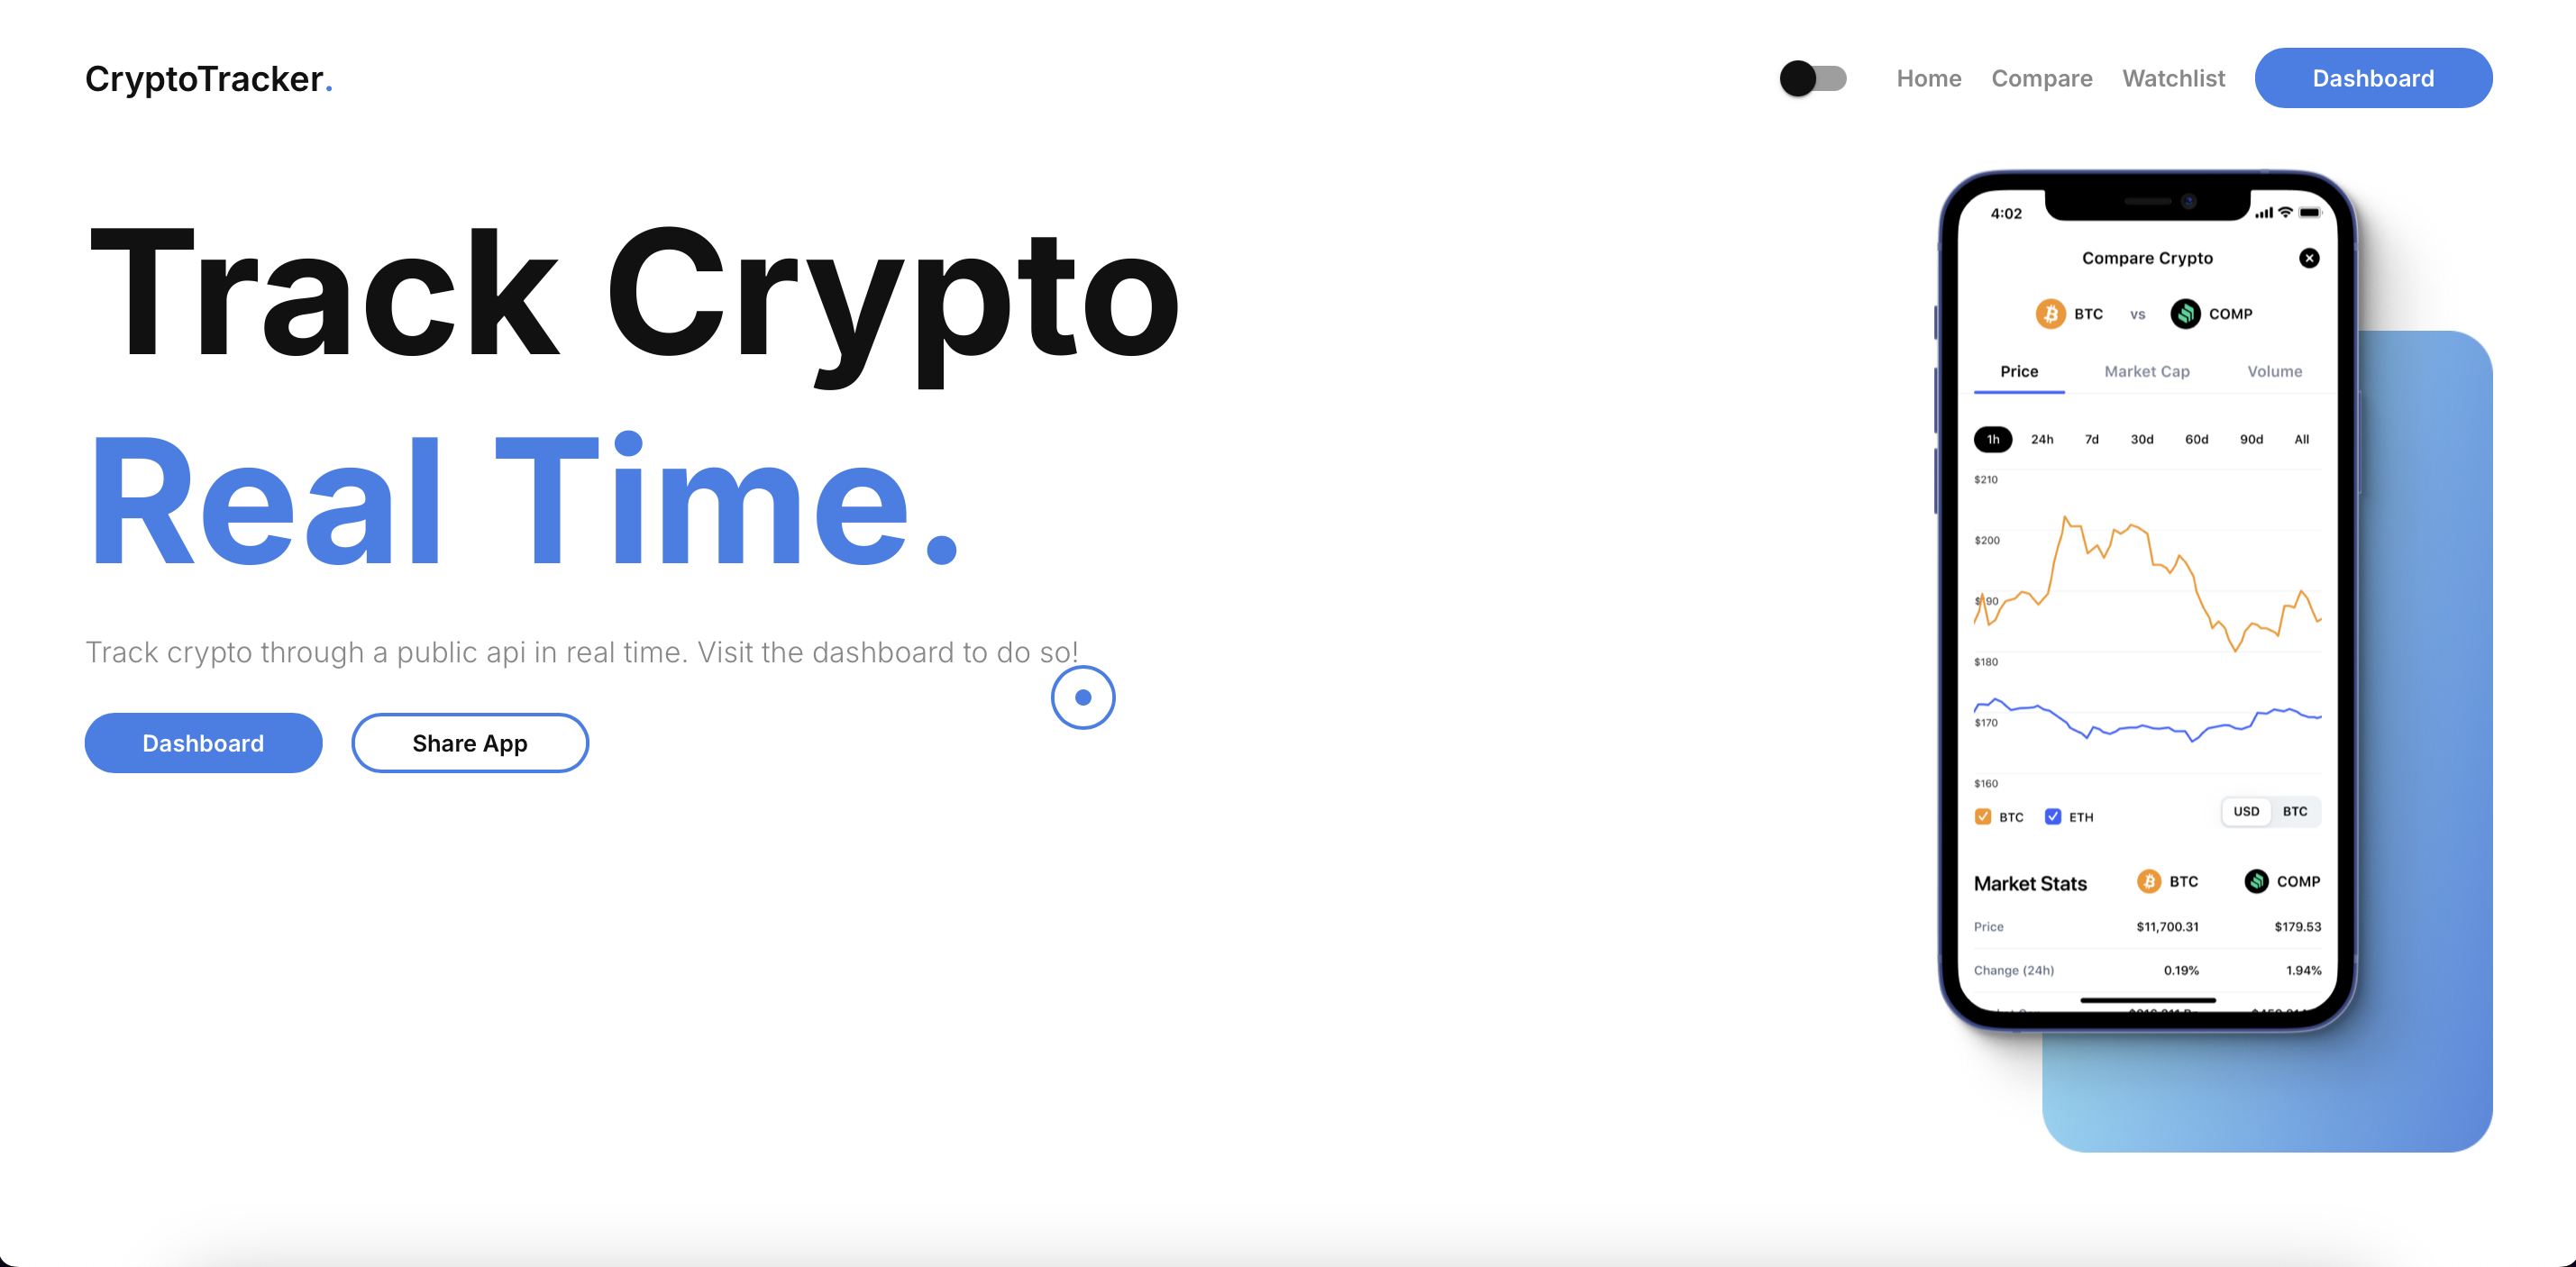 CryptoTracker.
Home Compare Watchlist Dashboard
Track Crypto
Real Time.
Track crypto through a public api in real time. Visit the dashboard to do so!
Dashboard Share App
4:02
Compare Crypto
BTC vs COMP
Price Market Cap Volume
1h 24h 7d 30d 60d 90d All
$210
$200
$190
$180
$170
$160
BTC ETH USD BTC
Market Stats BTC COMP
Price $11,700.31 $179.53
Change (24h) 0.19% 1.94%